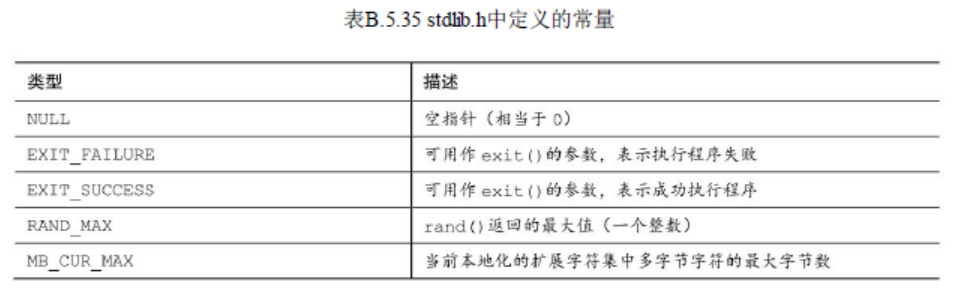 表B.5.35 stdlib.h中定义的常量
类型 描述
NULL 空指针（相当于 0）
EXIT_FAILURE 可用作 exit()的参数，表示执行程序失败
EXIT_SUCCESS 可用作exit()的参数，表示成功执行程序
RAND_MAX rand()返回的最大值（一个整数）
MB_CUR_MAX 当前本地化的扩展字符集中多字节字符的最大字节数